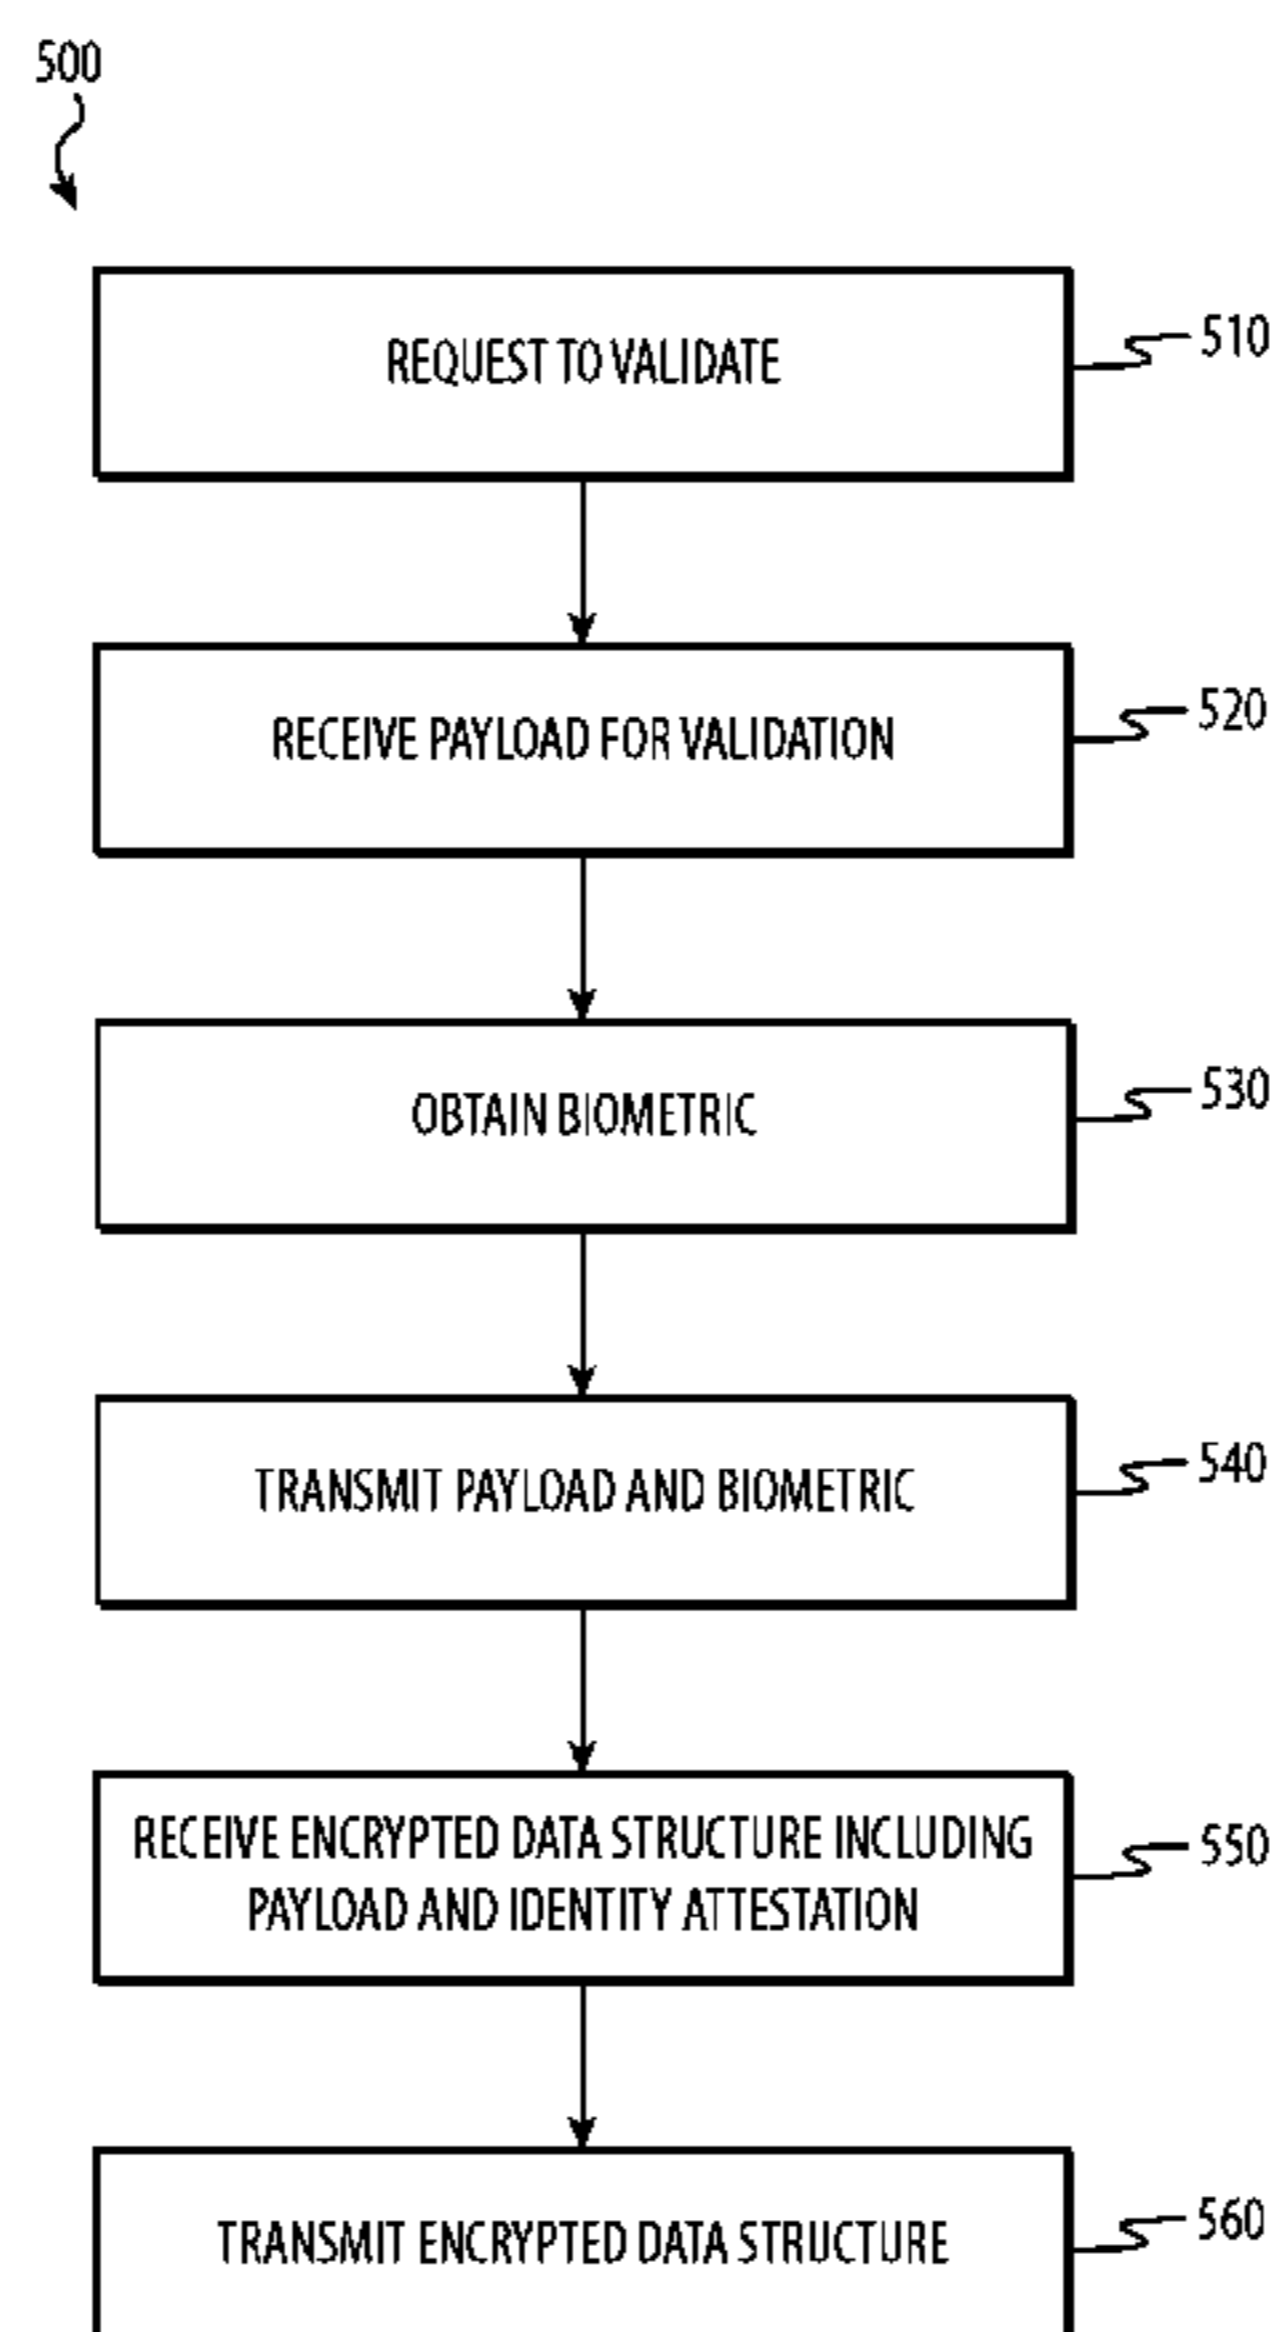 500
REQUEST TO VALIDATE
510
RECEIVE PAYLOAD FOR VALIDATION
520
OBTAIN BIOMETRIC
530
TRANSMIT PAYLOAD AND BIOMETRIC
540
RECEIVE ENCRYPTED DATA STRUCTURE INCLUDING
PAYLOAD AND IDENTITY ATTESTATION
550
TRANSMIT ENCRYPTED DATA STRUCTURE
560